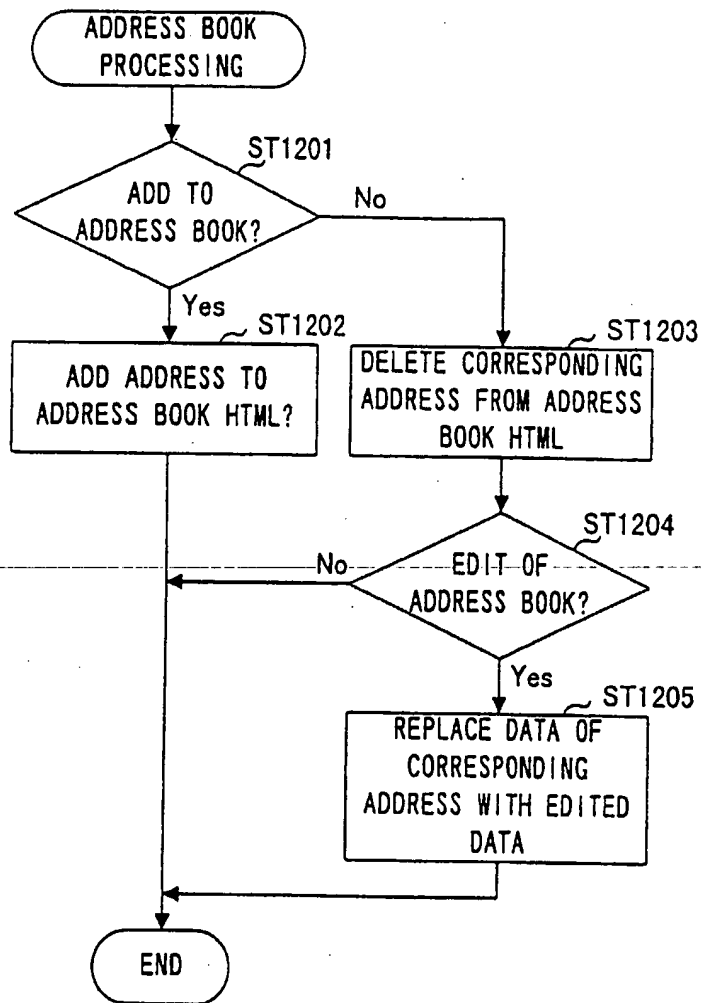 ADDRESS BOOK
PROCESSING
ST1201
ADD TO
ADDRESS BOOK?
No
Yes
ST1202
ADD ADDRESS TO
ADDRESS BOOK HTML?
ST1203
DELETE CORRESPONDING
ADDRESS FROM ADDRESS
BOOK HTML
ST1204
No
EDIT OF
ADDRESS BOOK?
Yes
ST1205
REPLACE DATA OF
CORRESPONDING
ADDRESS WITH EDITED
DATA
END